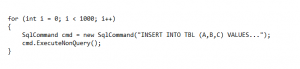 for (int i = 0; i < 1000; i++)
{
SqlCommand cmd = new SqlCommand("INSERT INTO TBL (A,B,C) VALUES...");
cmd.ExecuteNonQuery();
}